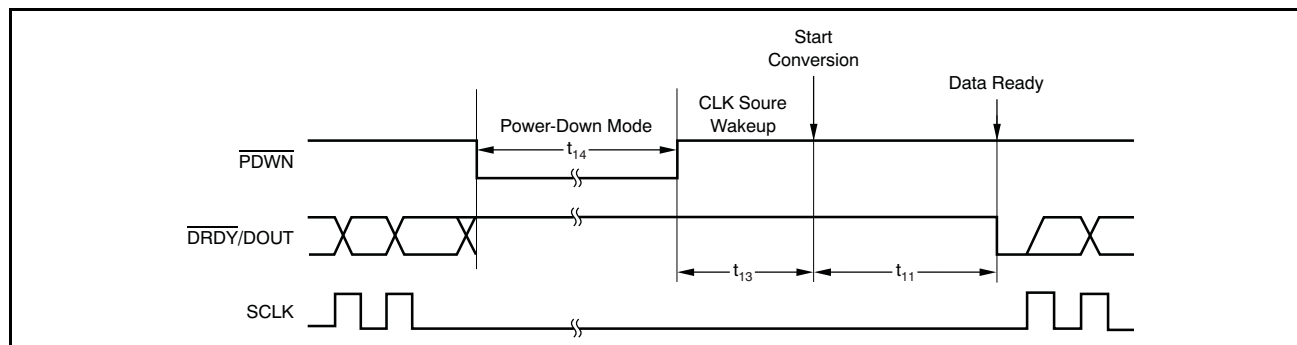 Start
Conversion
Data Ready
CLK Soure
Wakeup
Power-Down Mode
t14
PDWN
DRDY/DOUT
t13
t11
SCLK